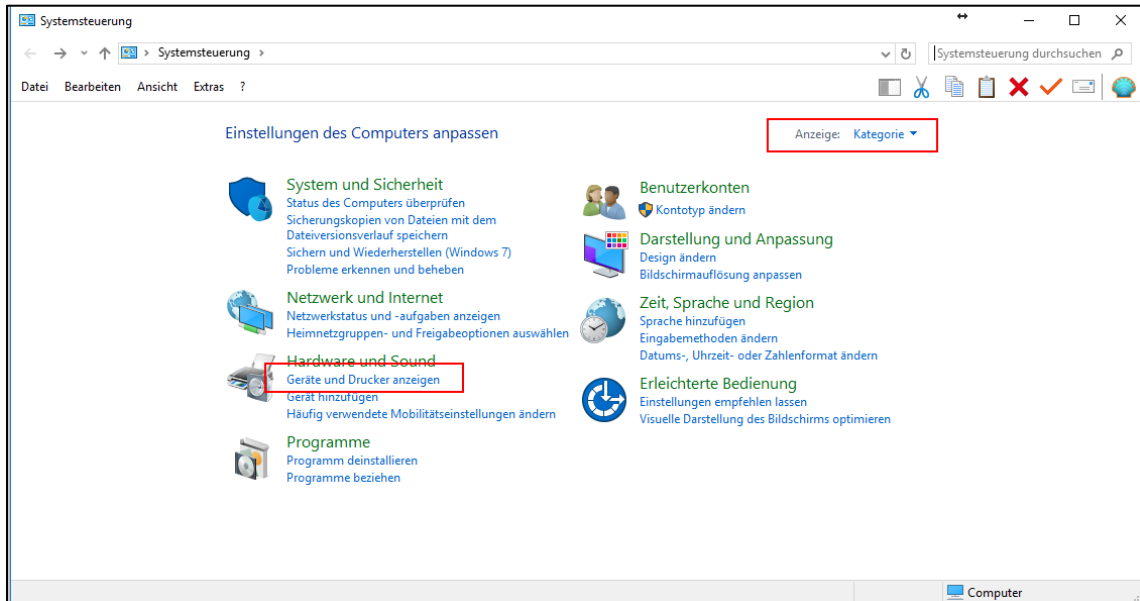 Systemsteuerung
Systemsteuerung
Systemsteuerung durchsuchen
Datei Bearbeiten Ansicht Extras ?
Einstellungen des Computers anpassen
Anzeige: Kategorie
System und Sicherheit
Status des Computers überprüfen
Sicherungskopien von Dateien mit dem
Dateiversionsverlauf speichern
Sichern und Wiederherstellen (Windows 7)
Probleme erkennen und beheben
Netzwerk und Internet
Netzwerkstatus und -aufgaben anzeigen
Heimnetzgruppen- und Freigabeoptionen auswählen
Hardware und Sound
Geräte und Drucker anzeigen
Gerät hinzufügen
Häufig verwendete Mobilitätseinstellungen ändern
Programme
Programm deinstallieren
Programme beziehen
Benutzerkonten
Kontotyp ändern
Darstellung und Anpassung
Design ändern
Bildschirmauflösung anpassen
Zeit, Sprache und Region
Sprache hinzufügen
Eingabemethoden ändern
Datums-, Uhrzeit- oder Zahlenformat ändern
Erleichterte Bedienung
Einstellungen empfehlen lassen
Visuelle Darstellung des Bildschirms optimieren
Computer